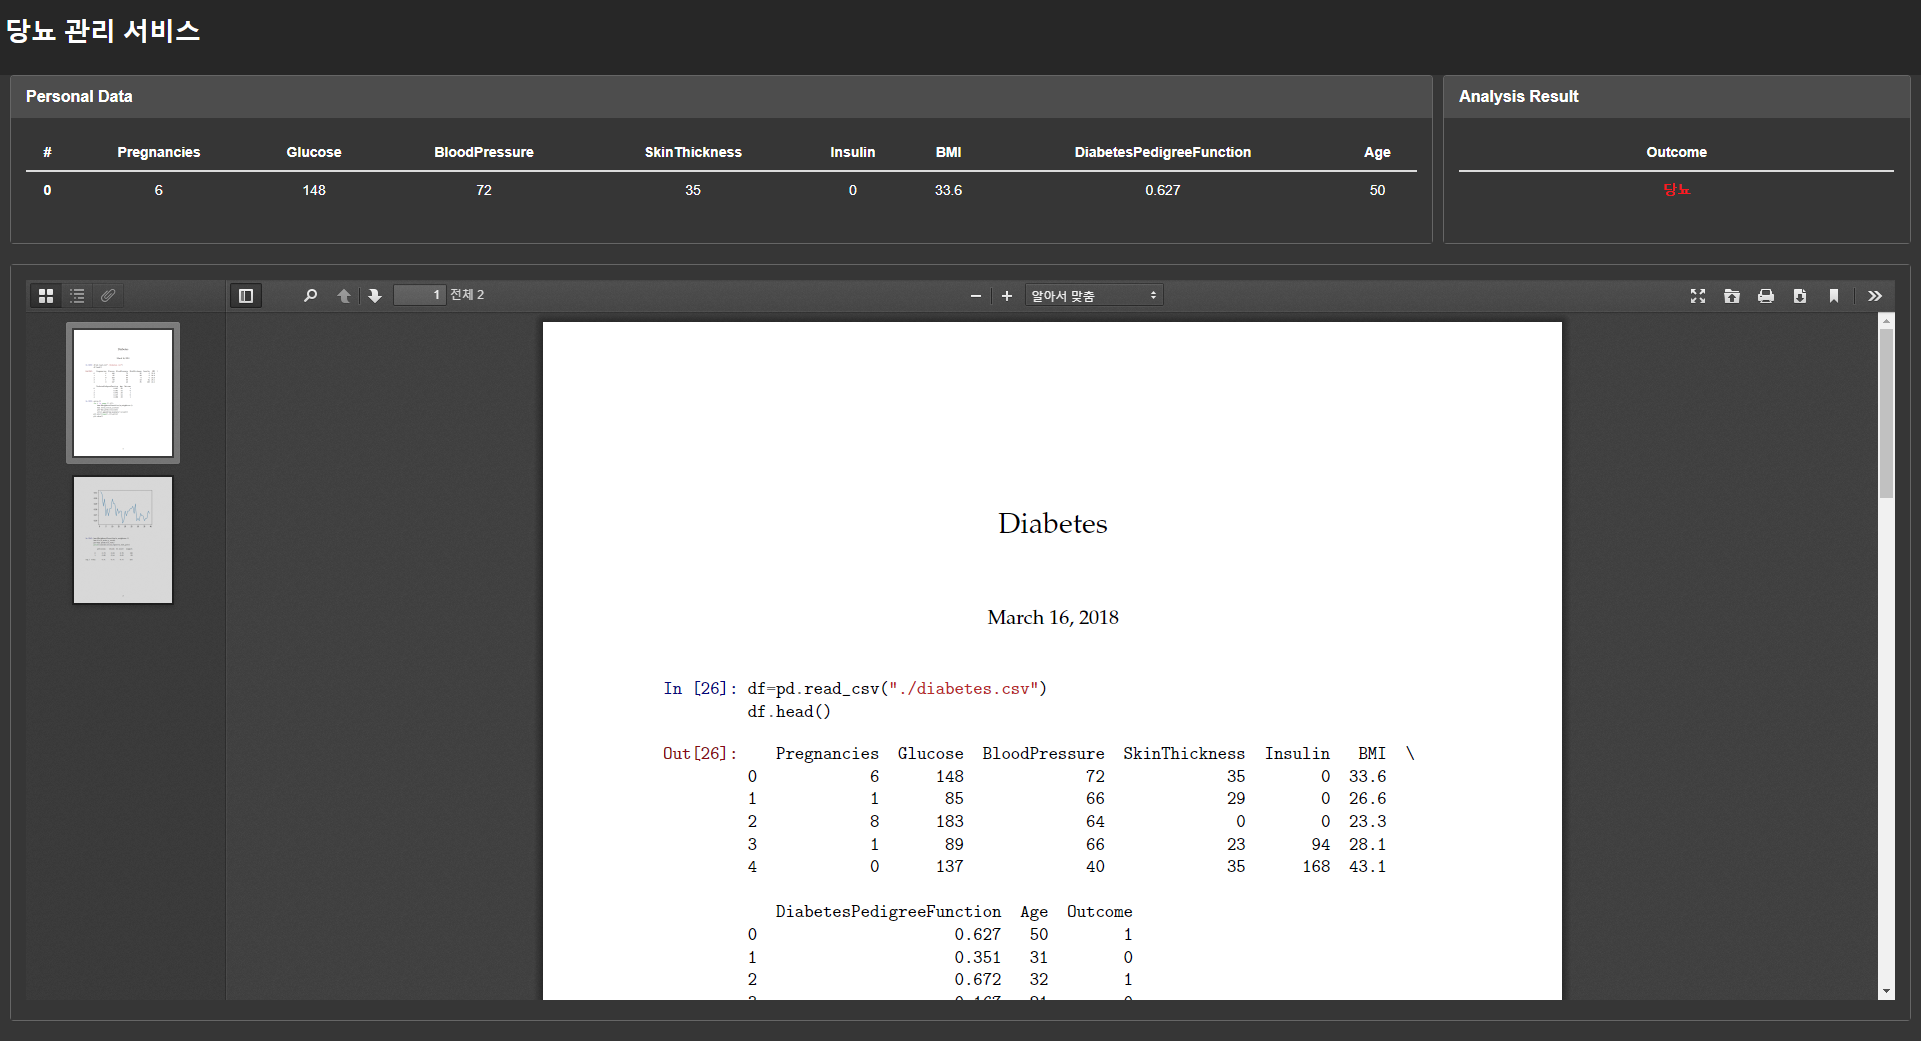 당뇨 관리 서비스
Personal Data
# Pregnancies Glucose BloodPressure SkinThickness Insulin BMI DiabetesPedigreeFunction Age
0 6 148 72 35 0 33.6 0.627 50
Analysis Result
Outcome
당뇨
1 전체 2
알아서 맞춤
Diabetes
March 16, 2018
In [26]: df=pd.read_csv("./diabetes.csv")
df.head()
Out[26]: Pregnancies Glucose BloodPressure SkinThickness Insulin BMI \
0 6 148 72 35 0 33.6
1 1 85 66 29 0 26.6
2 8 183 64 0 0 23.3
3 1 89 66 23 94 28.1
4 0 137 40 35 168 43.1
DiabetesPedigreeFunction Age Outcome
0 0.627 50 1
1 0.351 31 0
2 0.672 32 1